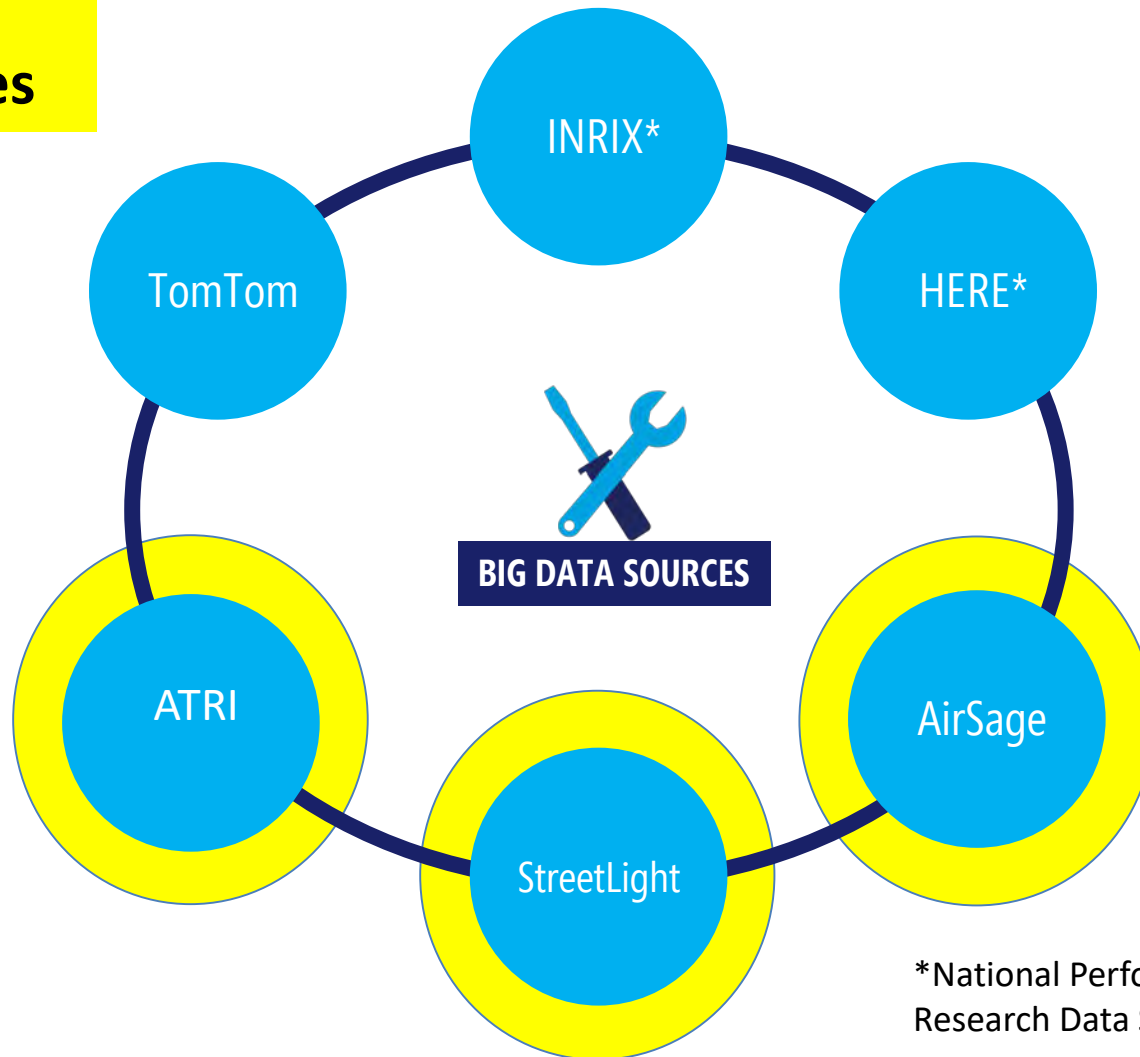 es
INRIX*
TomTom
HERE*
BIG DATA SOURCES
ATRI
AirSage
StreetLight
*National Perfo
Research Data